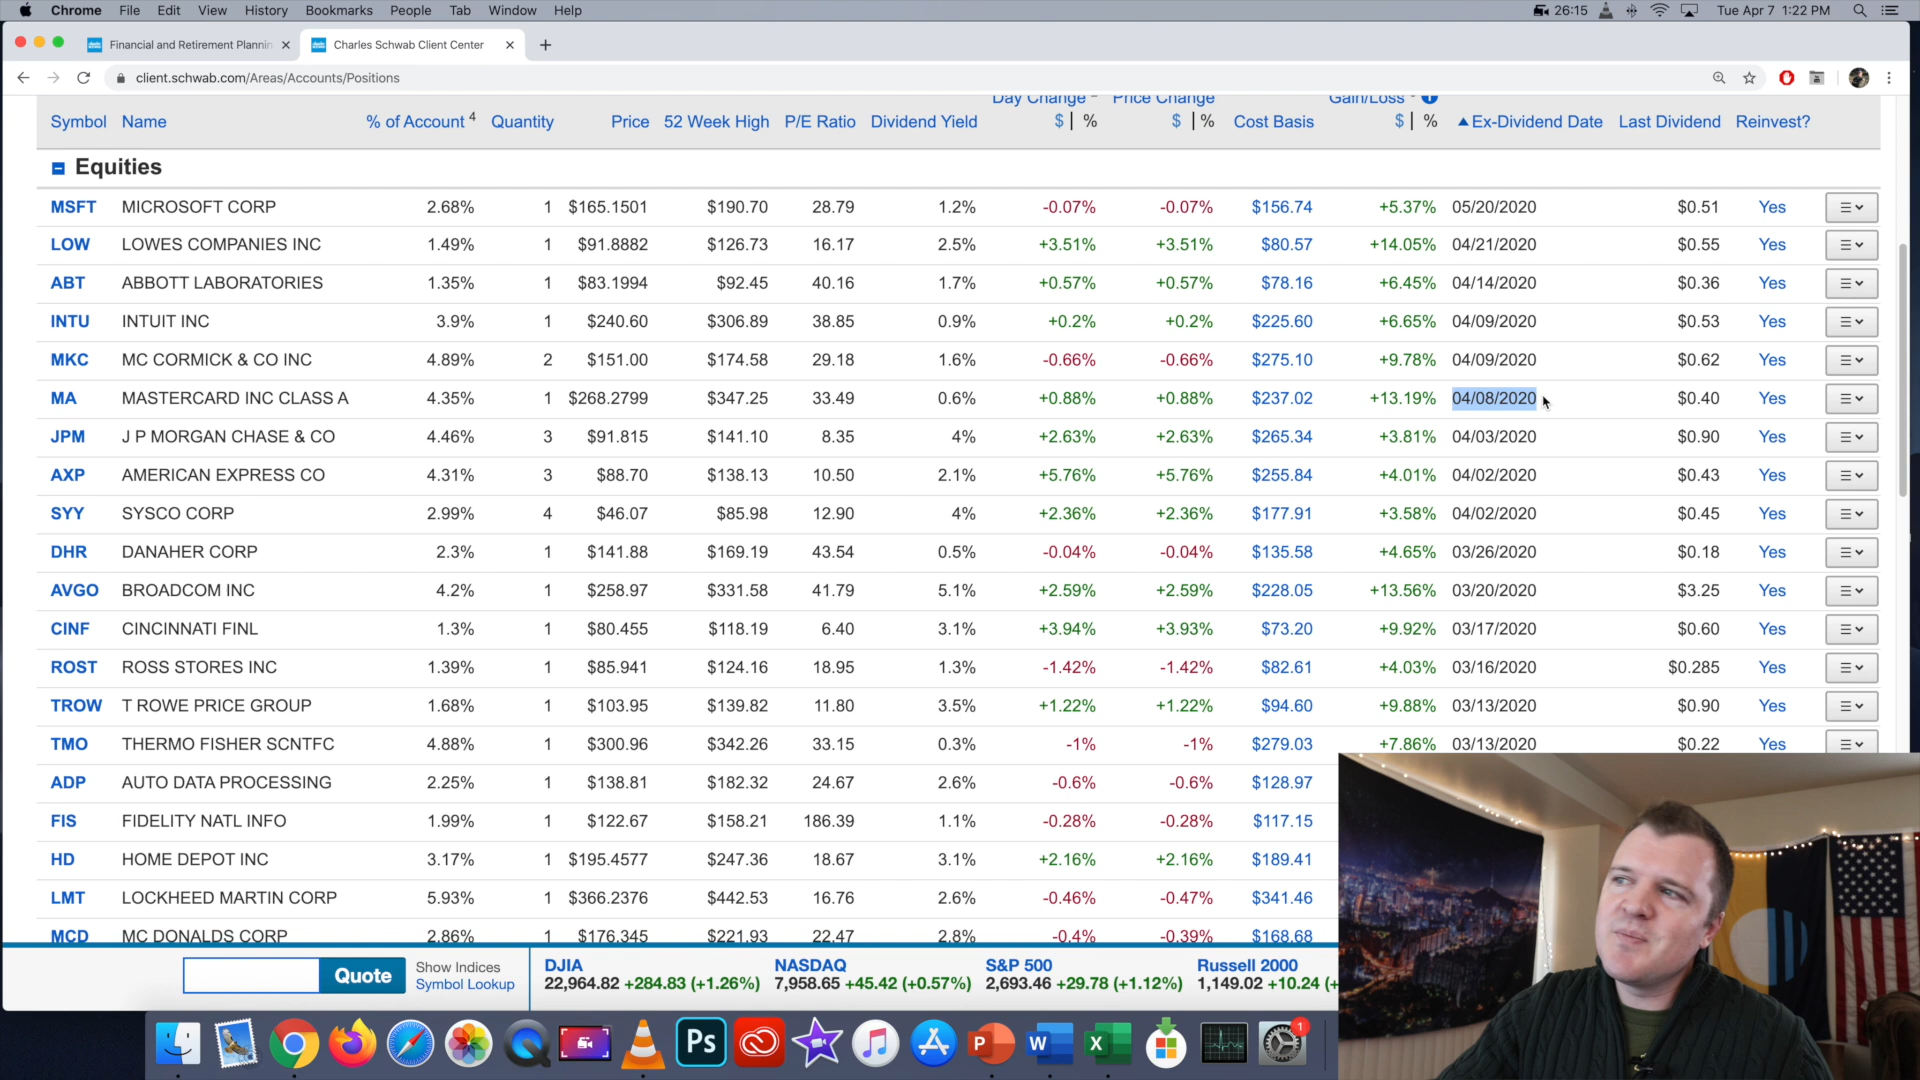 Chrome File Edit View History Bookmarks People Tab Window Help 26:15 Tue Apr 7 1:22 PM
Financial and Retirement Plannin Charles Schwab Client Center
client.schwab.com/Areas/Accounts/Positions
Day Change Price Change Gain/Loss
Symbol Name % of Account 4 Quantity Price 52 Week High P/E Ratio Dividend Yield $ | % $ | % Cost Basis $ | % ▲Ex-Dividend Date Last Dividend Reinvest?
Equities
MSFT MICROSOFT CORP 2.68% 1 $165.1501 $190.70 28.79 1.2% -0.07% -0.07% $156.74 +5.37% 05/20/2020 $0.51 Yes
LOW LOWES COMPANIES INC 1.49% 1 $91.8882 $126.73 16.17 2.5% +3.51% +3.51% $80.57 +14.05% 04/21/2020 $0.55 Yes
ABT ABBOTT LABORATORIES 1.35% 1 $83.1994 $92.45 40.16 1.7% +0.57% +0.57% $78.16 +6.45% 04/14/2020 $0.36 Yes
INTU INTUIT INC 3.9% 1 $240.60 $306.89 38.85 0.9% +0.2% +0.2% $225.60 +6.65% 04/09/2020 $0.53 Yes
MKC MC CORMICK & CO INC 4.89% 2 $151.00 $174.58 29.18 1.6% -0.66% -0.66% $275.10 +9.78% 04/09/2020 $0.62 Yes
MA MASTERCARD INC CLASS A 4.35% 1 $268.2799 $347.25 33.49 0.6% +0.88% +0.88% $237.02 +13.19% 04/08/2020 $0.40 Yes
JPM J P MORGAN CHASE & CO 4.46% 3 $91.815 $141.10 8.35 4% +2.63% +2.63% $265.34 +3.81% 04/03/2020 $0.90 Yes
AXP AMERICAN EXPRESS CO 4.31% 3 $88.70 $138.13 10.50 2.1% +5.76% +5.76% $255.84 +4.01% 04/02/2020 $0.43 Yes
SYY SYSCO CORP 2.99% 4 $46.07 $85.98 12.90 4% +2.36% +2.36% $177.91 +3.58% 04/02/2020 $0.45 Yes
DHR DANAHER CORP 2.3% 1 $141.88 $169.19 43.54 0.5% -0.04% -0.04% $135.58 +4.65% 03/26/2020 $0.18 Yes
AVGO BROADCOM INC 4.2% 1 $258.97 $331.58 41.79 5.1% +2.59% +2.59% $228.05 +13.56% 03/20/2020 $3.25 Yes
CINF CINCINNATI FINL 1.3% 1 $80.455 $118.19 6.40 3.1% +3.94% +3.93% $73.20 +9.92% 03/17/2020 $0.60 Yes
ROST ROSS STORES INC 1.39% 1 $85.941 $124.16 18.95 1.3% -1.42% -1.42% $82.61 +4.03% 03/16/2020 $0.285 Yes
TROW T ROWE PRICE GROUP 1.68% 1 $103.95 $139.82 11.80 3.5% +1.22% +1.22% $94.60 +9.88% 03/13/2020 $0.90 Yes
TMO THERMO FISHER SCNTFC 4.88% 1 $300.96 $342.26 33.15 0.3% -1% -1% $279.03 +7.86% 03/13/2020 $0.22 Yes
ADP AUTO DATA PROCESSING 2.25% 1 $138.81 $182.32 24.67 2.6% -0.6% -0.6% $128.97
FIS FIDELITY NATL INFO 1.99% 1 $122.67 $158.21 186.39 1.1% -0.28% -0.28% $117.15
HD HOME DEPOT INC 3.17% 1 $195.4577 $247.36 18.67 3.1% +2.16% +2.16% $189.41
LMT LOCKHEED MARTIN CORP 5.93% 1 $366.2376 $442.53 16.76 2.6% -0.46% -0.47% $341.46
MCD MC DONALDS CORP 2.86% 1 $176.345 $221.93 22.47 2.8% -0.4% -0.39% $168.68
Quote Show Indices DJIA NASDAQ S&P 500 Russell 2000
Symbol Lookup 22,964.82 +284.83 (+1.26%) 7,958.65 +45.42 (+0.57%) 2,693.46 +29.78 (+1.12%) 1,149.02 +10.24 (+
Ps P W X 1